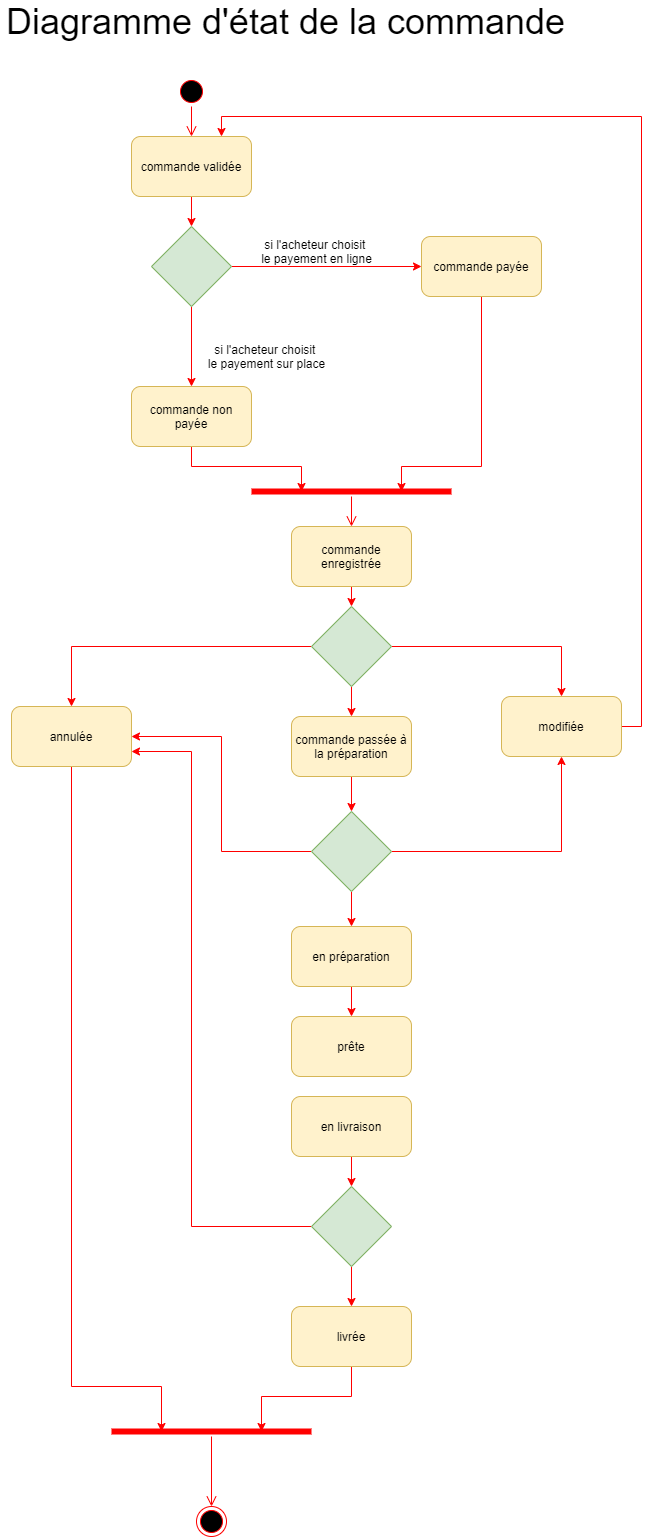 Diagramme d'état de la commande
commande validée
si l'acheteur choisit
le payement en ligne
commande payée
si l'acheteur choisit
le payement sur place
commande non
payée
commande
enregistrée
annulée
commande passée à
la préparation
modifiée
en préparation
prête
en livraison
livrée